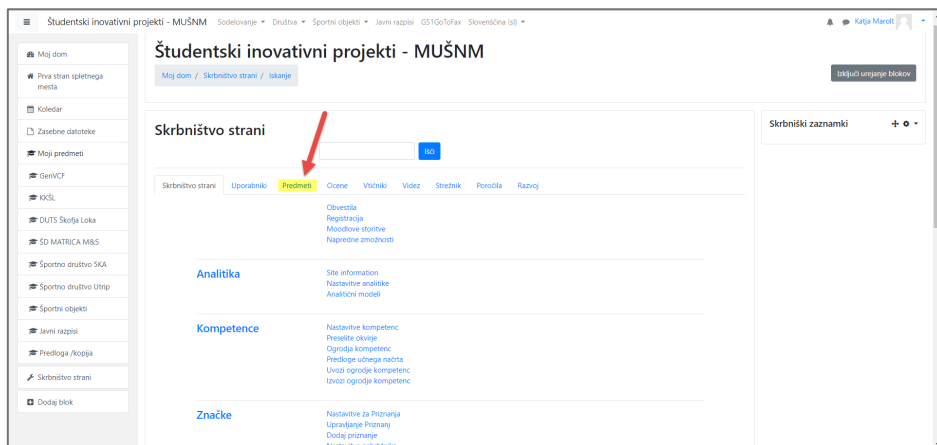 Študentski inovativni projekti - MUŠNM Sodelovanje Društva Športni objekti Javni razpisi GS1GoToFax Slovenščina (sl) Katja Marolt
Moj dom
Prva stran spletnega
mesta
Koledar
Zasebne datoteke
Moji predmeti
GenVCF
KKŠL
DUTS Škofja Loka
ŠD MATRICA M&S
Športno društvo 5KA
Športno društvo Utrip
Športni objekti
Javni razpisi
Predloga /kopija
Skrbništvo strani
Dodaj blok
Študentski inovativni projekti - MUŠNM
Moj dom / Skrbništvo strani / Iskanje
Izključi urejanje blokov
Skrbništvo strani
Išči
Skrbništvo strani Uporabniki Predmeti Ocene Vtičniki Videz Strežnik Poročila Razvoj
Obvestila
Registracija
Moodlove storitve
Napredne zmožnosti
Analitika
Site information
Nastavitve analitike
Analitični modeli
Kompetence
Nastavitve kompetenc
Preselite okvirje
Ogrodja kompetenc
Predloge učnega načrta
Uvozi ogrodje kompetenc
Izvozi ogrodje kompetenc
Značke
Nastavitve za Priznanja
Upravljanje Priznanj
Dodaj priznanje
Skrbniški zaznamki